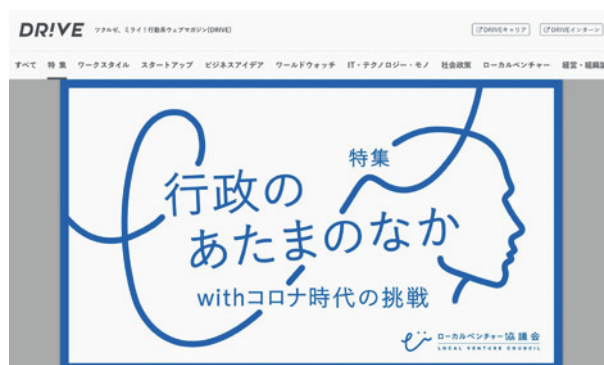 DR!VE ツクルゼ、ミライ！行動系ウェブマガジン[DRIVE] DRIVEキャリア DRIVEインターン
すべて 特集 ワークスタイル スタートアップ ビジネスアイデア ワールドウォッチ IT・テクノロジー・モノ 社会政策 ローカルベンチャー 経営・組織論
特集
行政の
あたまのなか
withコロナ時代の挑戦
ローカルベンチャー協議会
LOCAL VENTURE COUNCIL